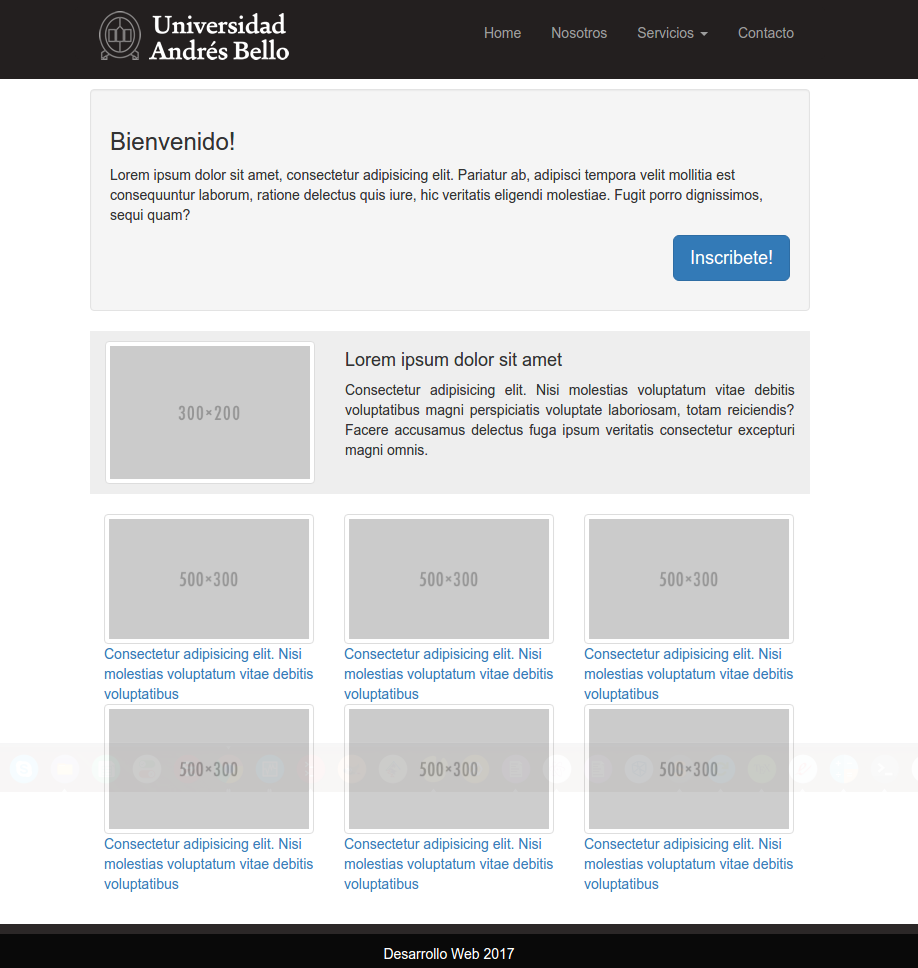 Universidad
Andrés Bello
Home Nosotros Servicios Contacto
Bienvenido!
Lorem ipsum dolor sit amet, consectetur adipisicing elit. Pariatur ab, adipisci tempora velit mollitia est
consequuntur laborum, ratione delectus quis iure, hic veritatis eligendi molestiae. Fugit porro dignissimos,
sequi quam?
Inscribete!
300×200
Lorem ipsum dolor sit amet
Consectetur adipisicing elit. Nisi molestias voluptatum vitae debitis
voluptatibus magni perspiciatis voluptate laboriosam, totam reiciendis?
Facere accusamus delectus fuga ipsum veritatis consectetur excepturi
magni omnis.
500×300 500×300 500×300
Consectetur adipisicing elit. Nisi
molestias voluptatum vitae debitis
voluptatibus
Consectetur adipisicing elit. Nisi
molestias voluptatum vitae debitis
voluptatibus
Consectetur adipisicing elit. Nisi
molestias voluptatum vitae debitis
voluptatibus
500×300 500×300 500×300
Consectetur adipisicing elit. Nisi
molestias voluptatum vitae debitis
voluptatibus
Consectetur adipisicing elit. Nisi
molestias voluptatum vitae debitis
voluptatibus
Consectetur adipisicing elit. Nisi
molestias voluptatum vitae debitis
voluptatibus
Desarrollo Web 2017